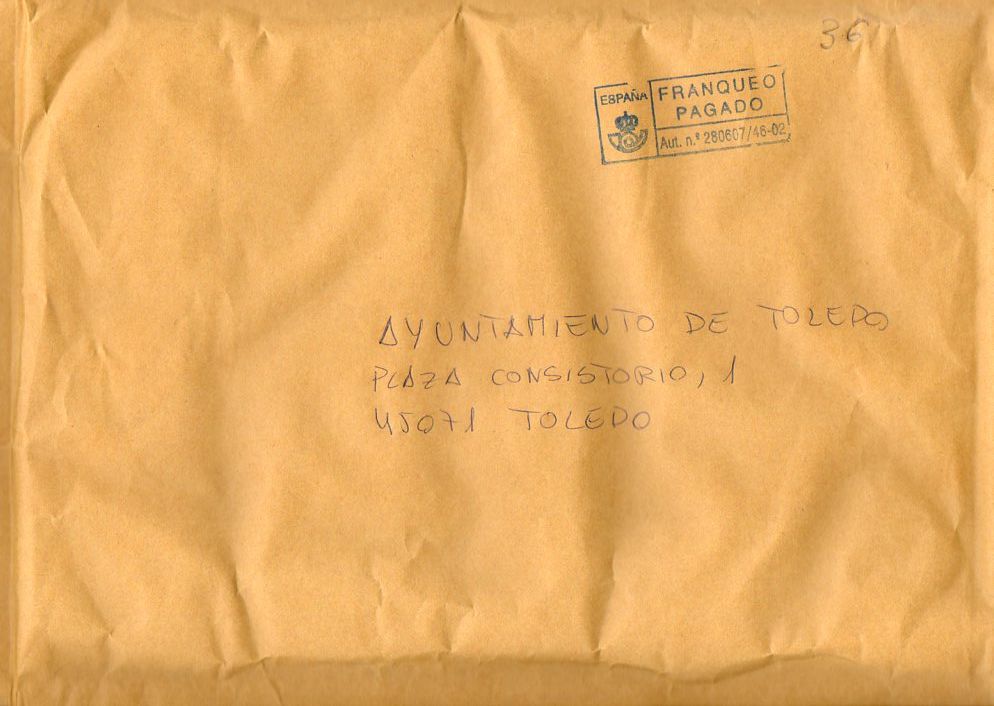 36
ESPAÑA
FRANQUEO
PAGADO
Aut. n.º 280607/46-02
AYUNTAMIENTO DE TOLEDO
PLAZA CONSISTORIO, 1
45071 TOLEDO